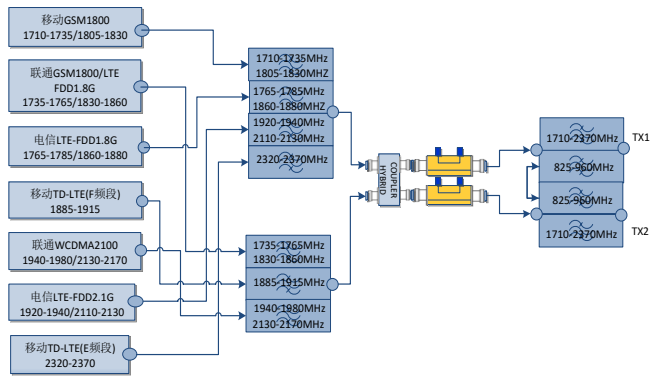 移动GSM1800
1710-1735/1805-1830
联通GSM1800/LTE
FDD1.8G
1735-1765/1830-1860
电信LTE-FDD1.8G
1765-1785/1860-1880
移动TD-LTE(F频段)
1885-1915
联通WCDMA2100
1940-1980/2130-2170
电信LTE-FDD2.1G
1920-1940/2110-2130
移动TD-LTE(E频段)
2320-2370
1710-1735MHz
1805-1830MHZ
1765-1785MHz
1860-1880MHZ
1920-1940MHz
2110-2130MHz
2320-2370MHz
1735-1765MHz
1830-1860MHz
1885-1915MHz
1940-1980MHz
2130-2170MHz
COUPLER
HYBRID
1710-2370MHz
TX1
825-960MHz
825-960MHz
1710-2370MHz
TX2